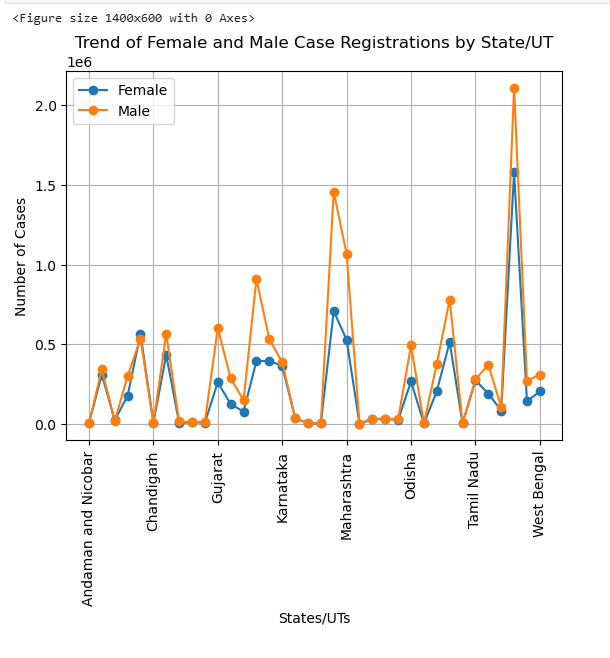 <Figure size 1400x600 with 0 Axes>
Trend of Female and Male Case Registrations by State/UT
1e6
Female
Male
2.0
1.5
1.0
0.5
0.0
Number of Cases
Andaman and Nicobar
Chandigarh
Gujarat
Karnataka
Maharashtra
Odisha
Tamil Nadu
West Bengal
States/UTs